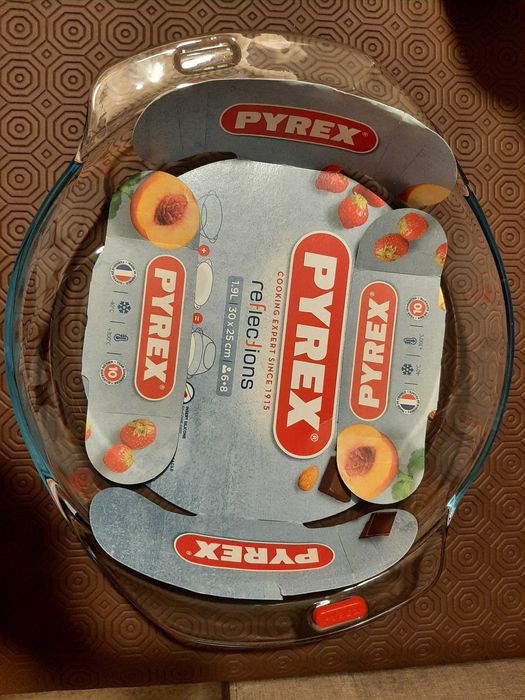 PYREX®
PYREX®
COOKING EXPERT SINCE 1915
reflections
1.9L | 30 x 25 cm | 6-8
PYREX®
10
PYREX®
10
PYREX®